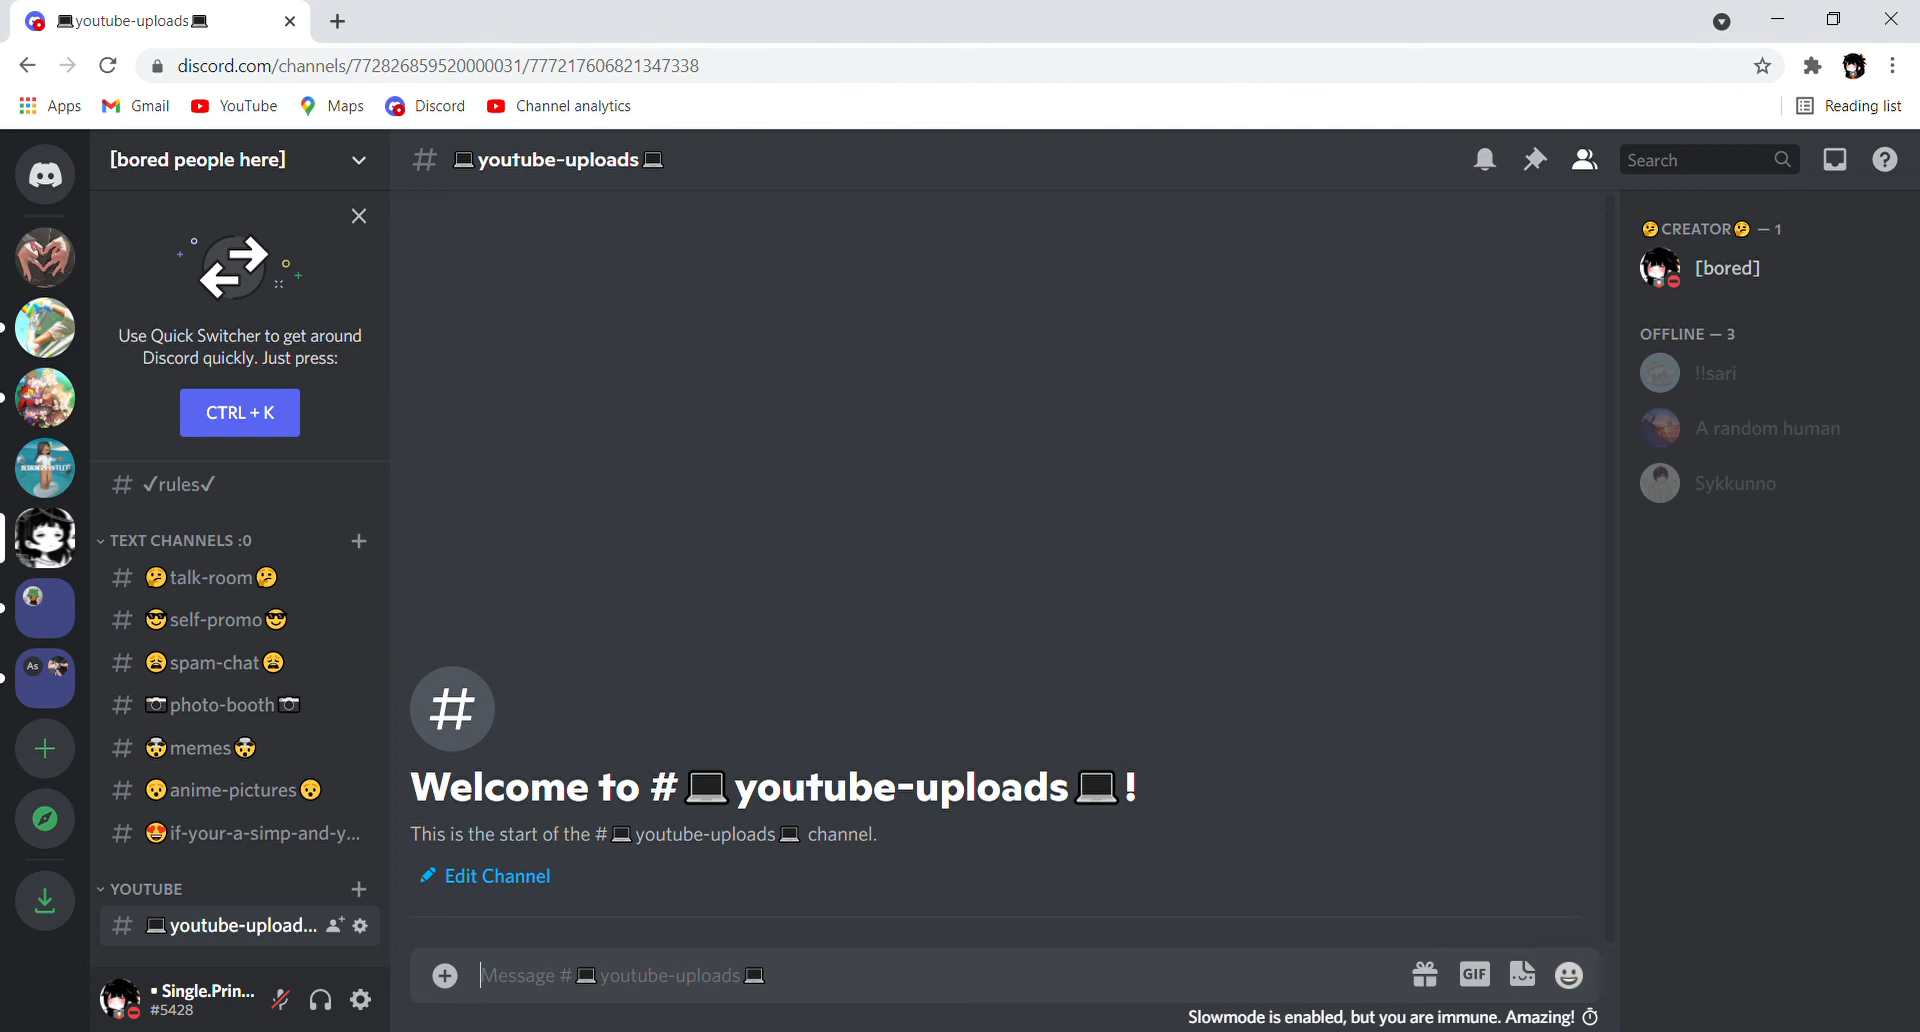 💻youtube-uploads💻
discord.com/channels/772826859520000031/777217606821347338
Apps
Gmail
YouTube
Maps
Discord
Channel analytics
Reading list
[bored people here]
Use Quick Switcher to get around
Discord quickly. Just press:
CTRL + K
# ✓rules✓
TEXT CHANNELS :0
# 🤔talk-room🤔
# 😎self-promo😎
# 😩spam-chat😩
# 📷photo-booth📷
# 🤯memes🤯
# 😮anime-pictures😮
# 😍if-your-a-simp-and-y...
YOUTUBE
# 💻youtube-upload...
As
▪ Single.Prin...
#5428
# 💻youtube-uploads💻
Search
Welcome to #💻youtube-uploads💻!
This is the start of the #💻youtube-uploads💻 channel.
Edit Channel
Message #💻youtube-uploads💻
GIF
Slowmode is enabled, but you are immune. Amazing!
🤔CREATOR🤔 — 1
[bored]
OFFLINE — 3
!!sari
A random human
Sykkunno